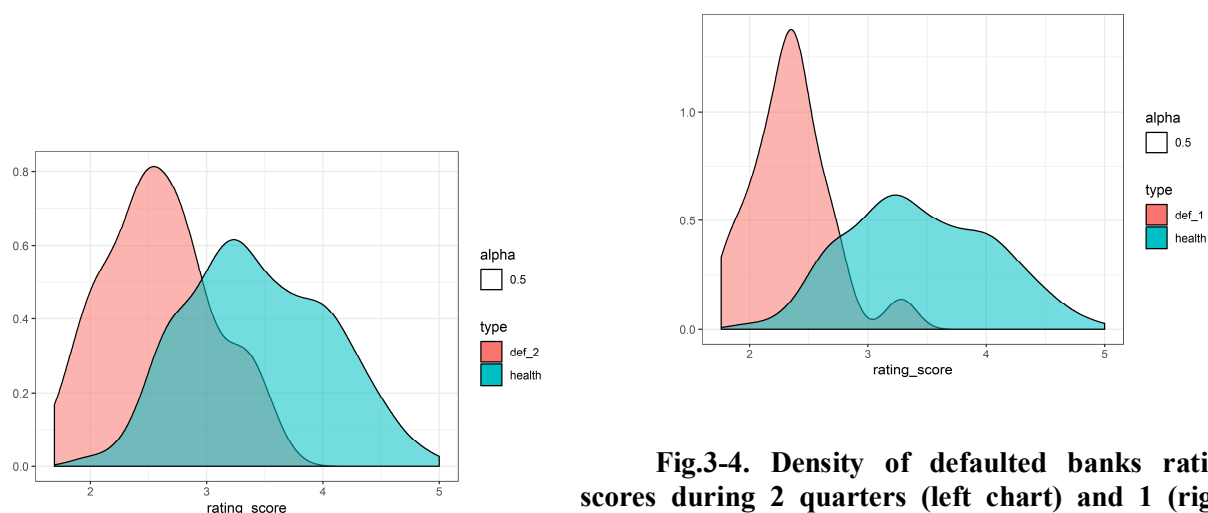 0.8
0.6
0.4
0.2
0.0
2 3 4 5
rating_score
alpha
0.5
type
def_2
health
1.0
0.5
0.0
2 3 4 5
rating_score
alpha
0.5
type
def_1
health
Fig.3-4. Density of defaulted banks rati
scores during 2 quarters (left chart) and 1 (rig